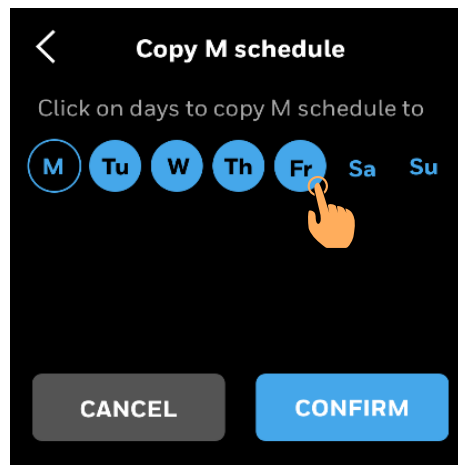 Copy M schedule
Click on days to copy M schedule to
M Tu W Th Fr Sa Su
CANCEL CONFIRM